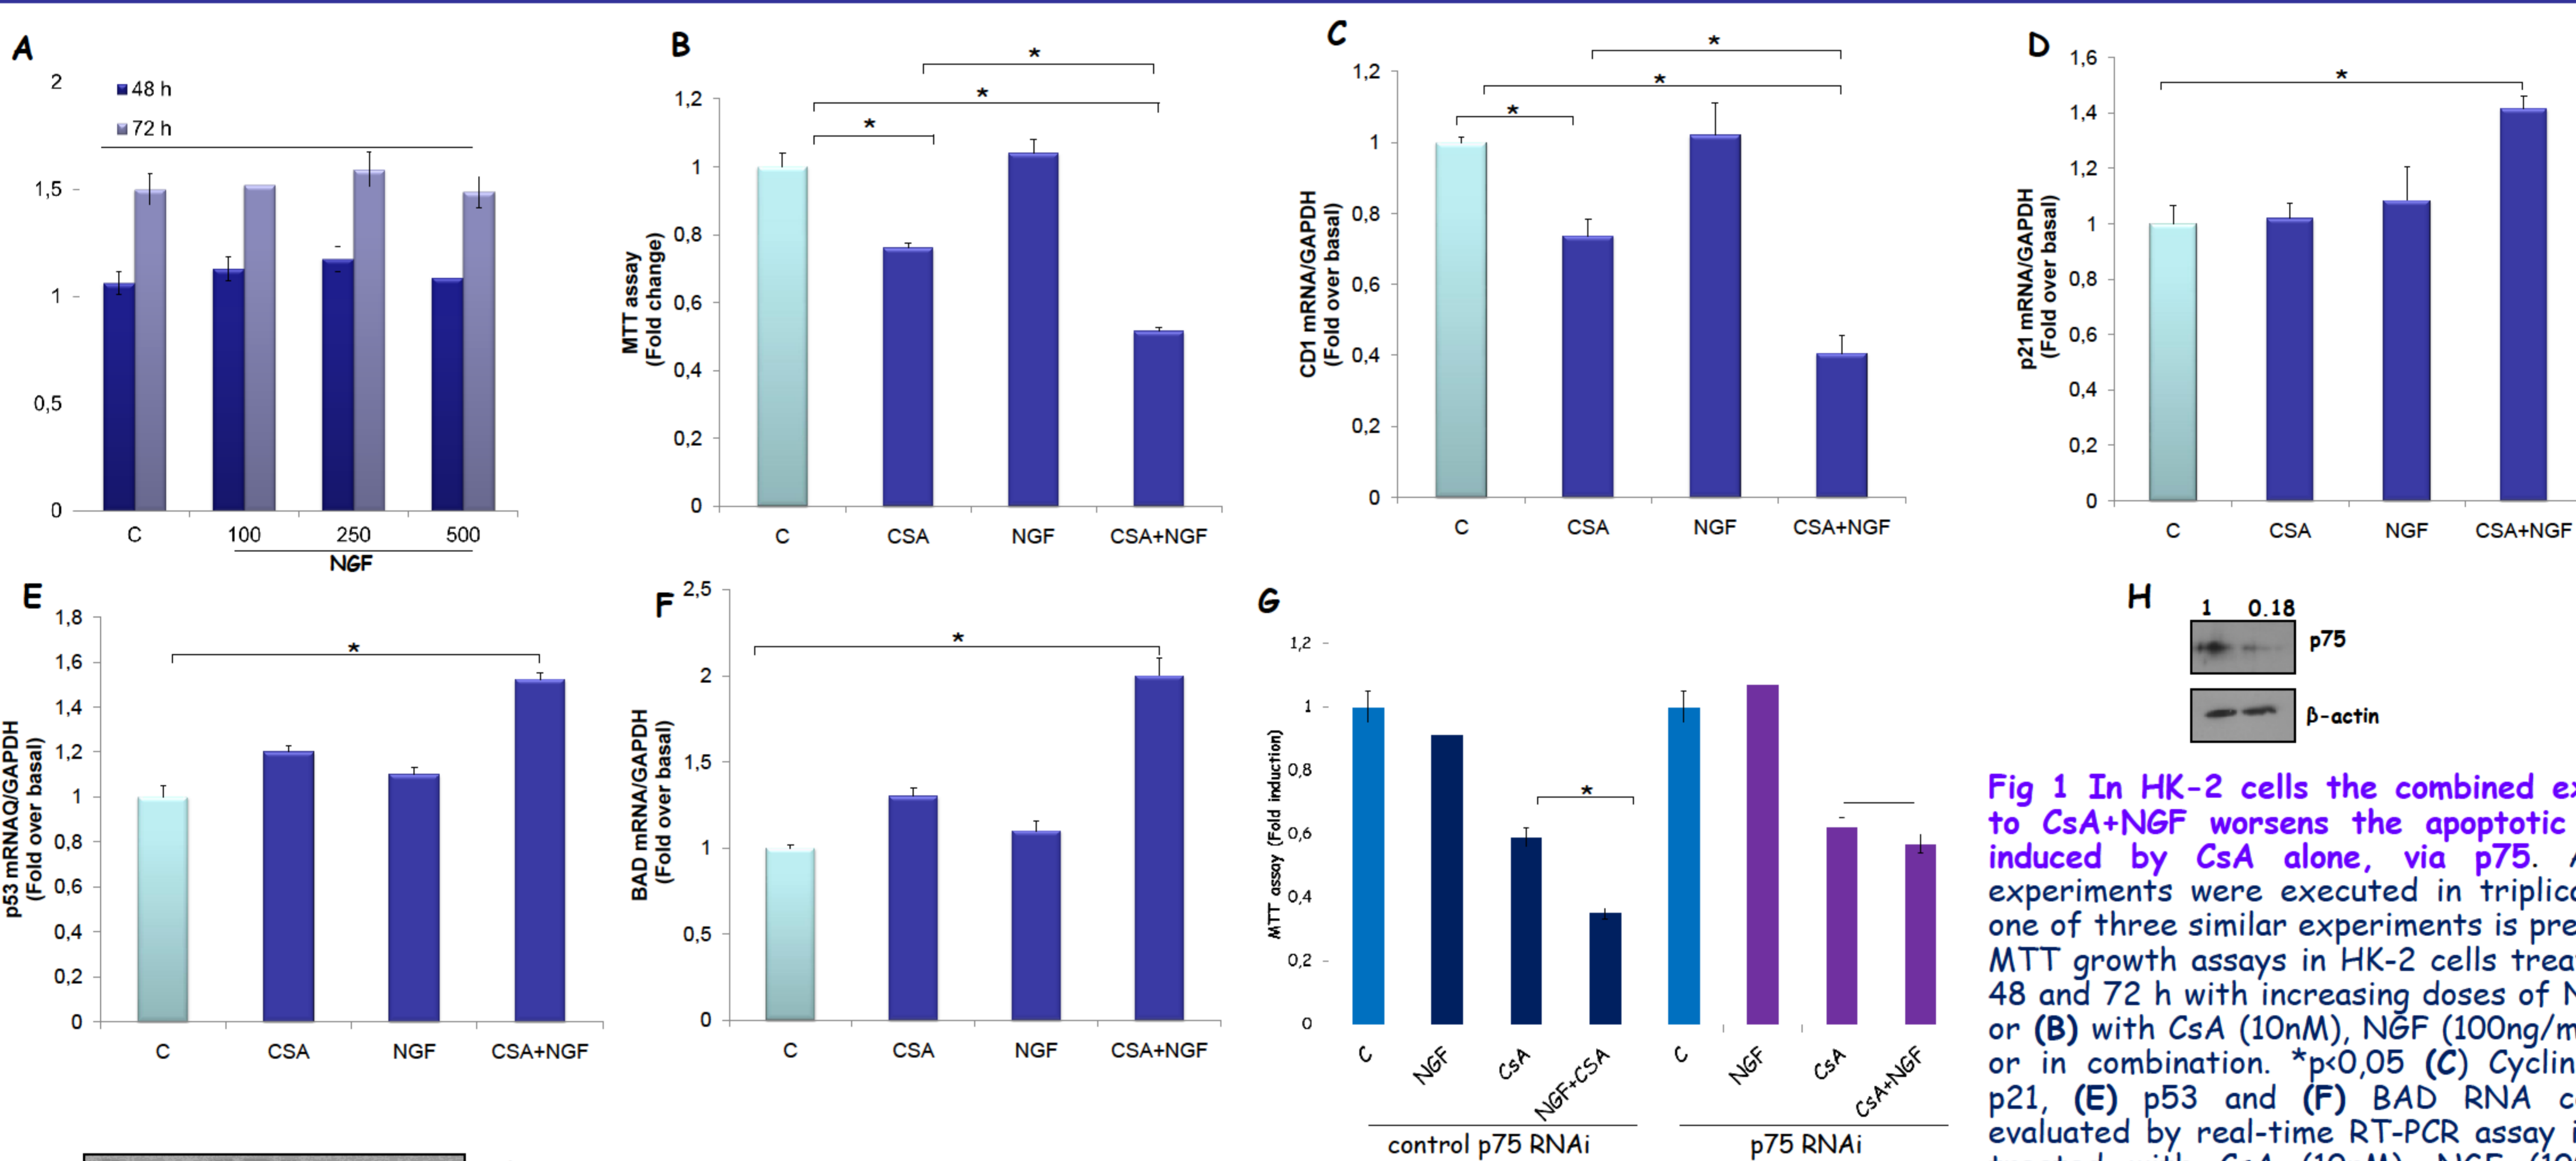 A
2
48 h
72 h
1,5
1
0,5
0
C 100 250 500
NGF
B
*
*
*
1,2
1
0,8
0,6
0,4
0,2
0
MTT assay
(Fold change)
C CSA NGF CSA+NGF
C
*
*
*
1,2
1
0,8
0,6
0,4
0,2
0
CD1 mRNA/GAPDH
(Fold over basal)
C CSA NGF CSA+NGF
D
*
1,6
1,4
1,2
1
0,8
0,6
0,4
0,2
0
p21 mRNA/GAPDH
(Fold over basal)
C CSA NGF CSA+NGF
E
*
1,8
1,6
1,4
1,2
1
0,8
0,6
0,4
0,2
0
p53 mRNAQ/GAPDH
(Fold over basal)
C CSA NGF CSA+NGF
F
*
2,5
2
1,5
1
0,5
0
BAD mRNA/GAPDH
(Fold over basal)
C CSA NGF CSA+NGF
G
*
1,2
1
0,8
0,6
0,4
0,2
0
MTT assay (Fold induction)
C NGF CsA NGF+CSA C NGF CsA CsA+NGF
control p75 RNAi p75 RNAi
H
1 0.18
p75
β-actin
Fig 1 In HK-2 cells the combined
to CsA+NGF worsens the apoptotic
induced by CsA alone, via p75.
experiments were executed in
one of three similar experiments is
MTT growth assays in HK-2 cells
48 and 72 h with increasing doses of
or (B) with CsA (10nM), NGF
or in combination. *p<0,05 (C)
p21, (E) p53 and (F) BAD RNA
evaluated by real-time RT-PCR assay